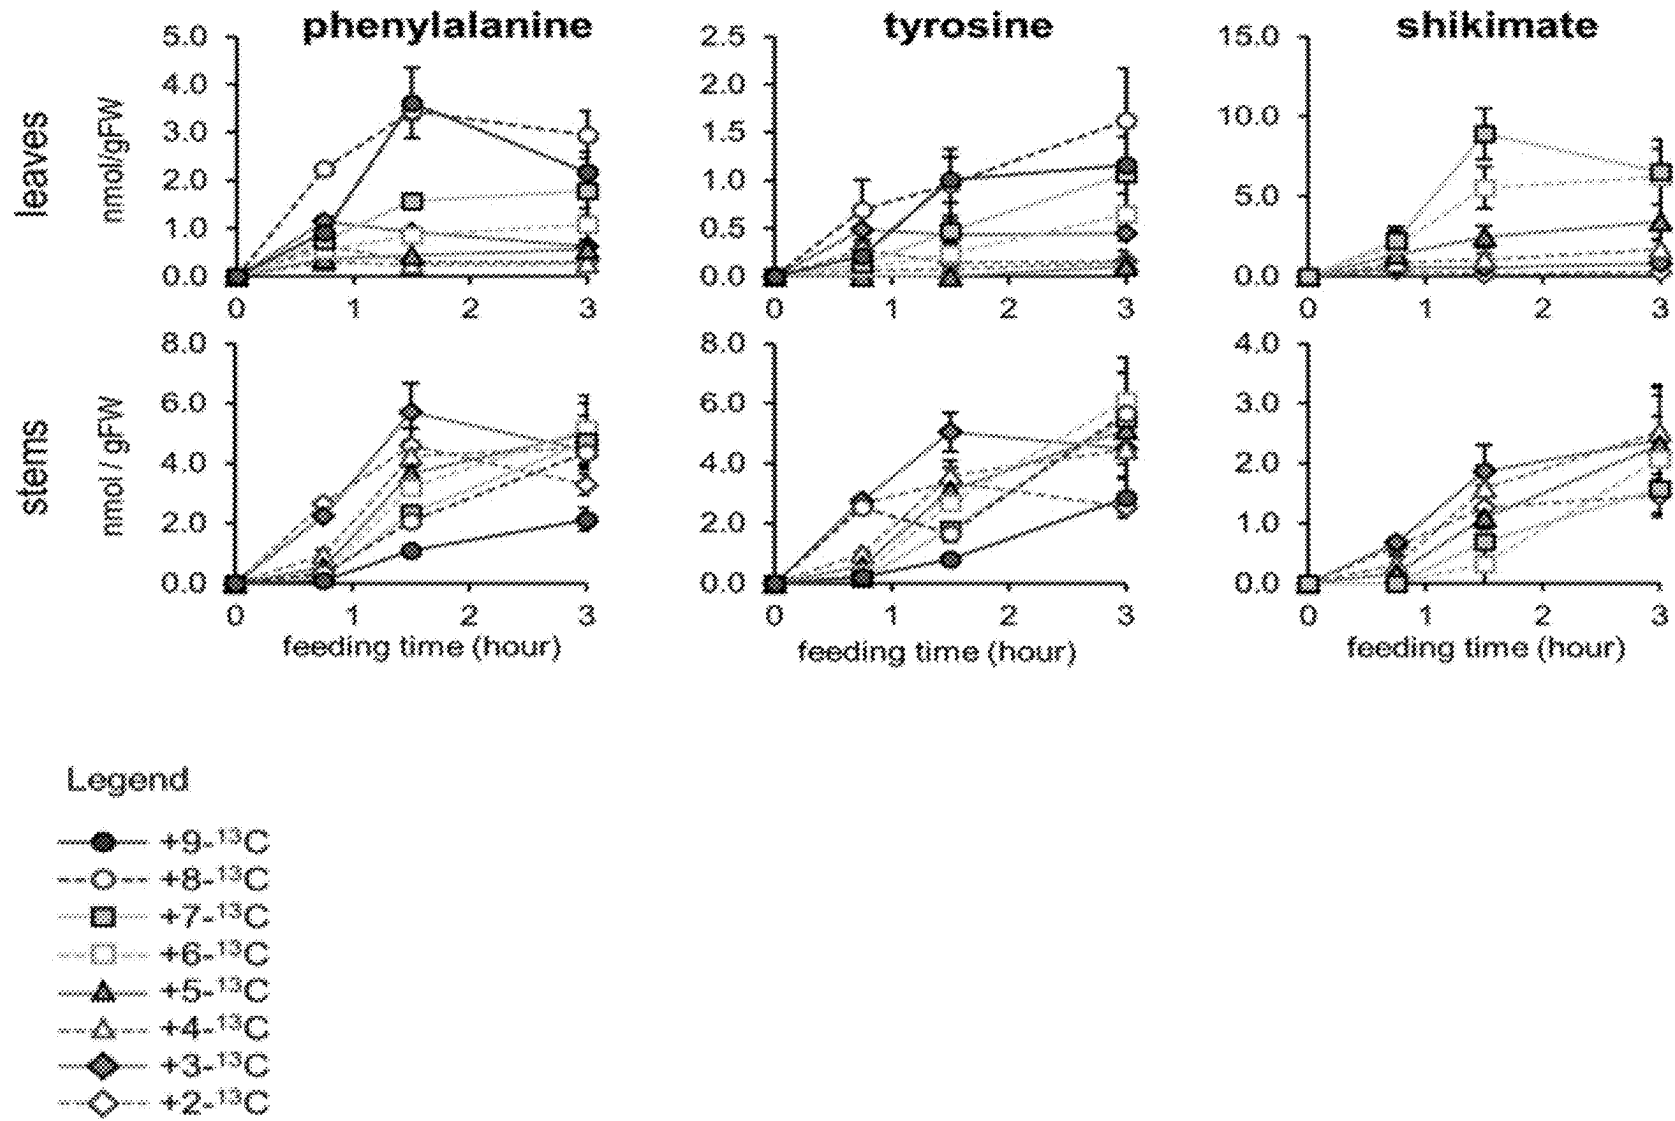 phenylalanine tyrosine shikimate
5.0 2.5 15.0
4.0 2.0
3.0 1.5 10.0
2.0 1.0
1.0 0.5 5.0
0.0 0.0 0.0
leaves
nmol/gFW
0 1 2 3 0 1 2 3 0 1 2 3
8.0 8.0 4.0
6.0 6.0 3.0
4.0 4.0 2.0
2.0 2.0 1.0
0.0 0.0 0.0
stems
nmol / gFW
0 1 2 3 0 1 2 3 0 1 2 3
feeding time (hour) feeding time (hour) feeding time (hour)
Legend
+9-¹³C
+8-¹³C
+7-¹³C
+6-¹³C
+5-¹³C
+4-¹³C
+3-¹³C
+2-¹³C